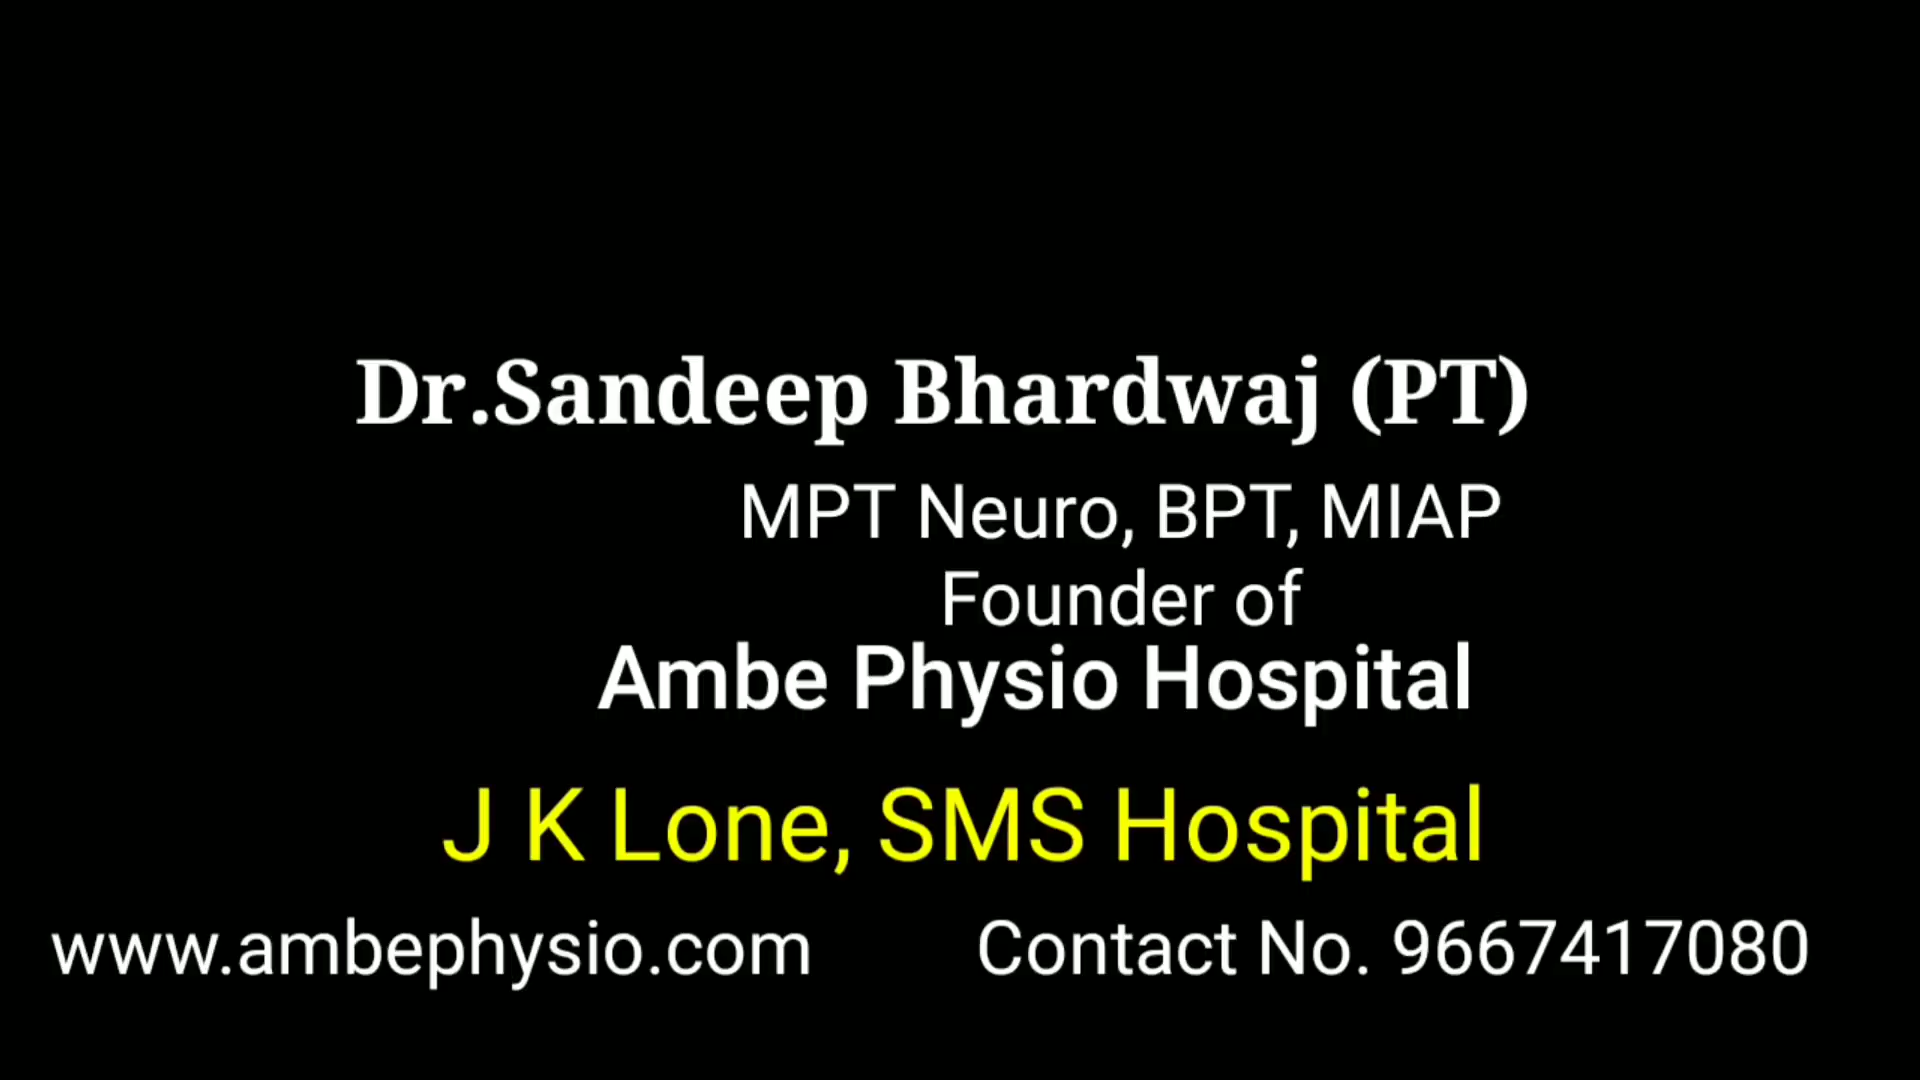 Dr.Sandeep Bhardwaj (PT)
MPT Neuro, BPT, MIAP
Founder of
Ambe Physio Hospital
J K Lone, SMS Hospital
www.ambephysio.com Contact No. 9667417080